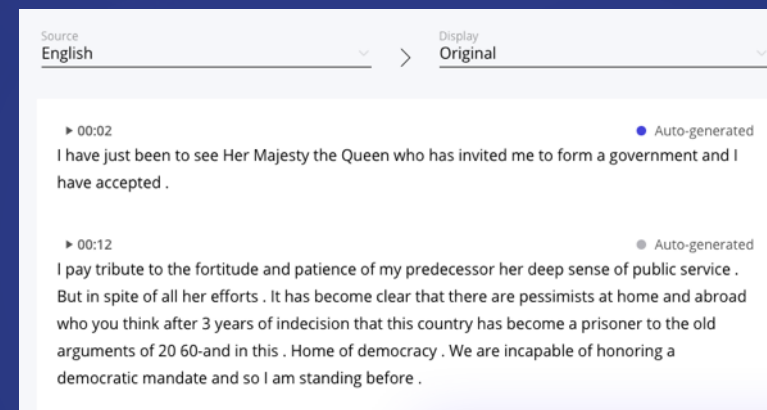 Source
English
Display
Original
00:02
Auto-generated
I have just been to see Her Majesty the Queen who has invited me to form a government and I
have accepted .
00:12
Auto-generated
I pay tribute to the fortitude and patience of my predecessor her deep sense of public service .
But in spite of all her efforts . It has become clear that there are pessimists at home and abroad
who you think after 3 years of indecision that this country has become a prisoner to the old
arguments of 20 60-and in this . Home of democracy . We are incapable of honoring a
democratic mandate and so I am standing before .